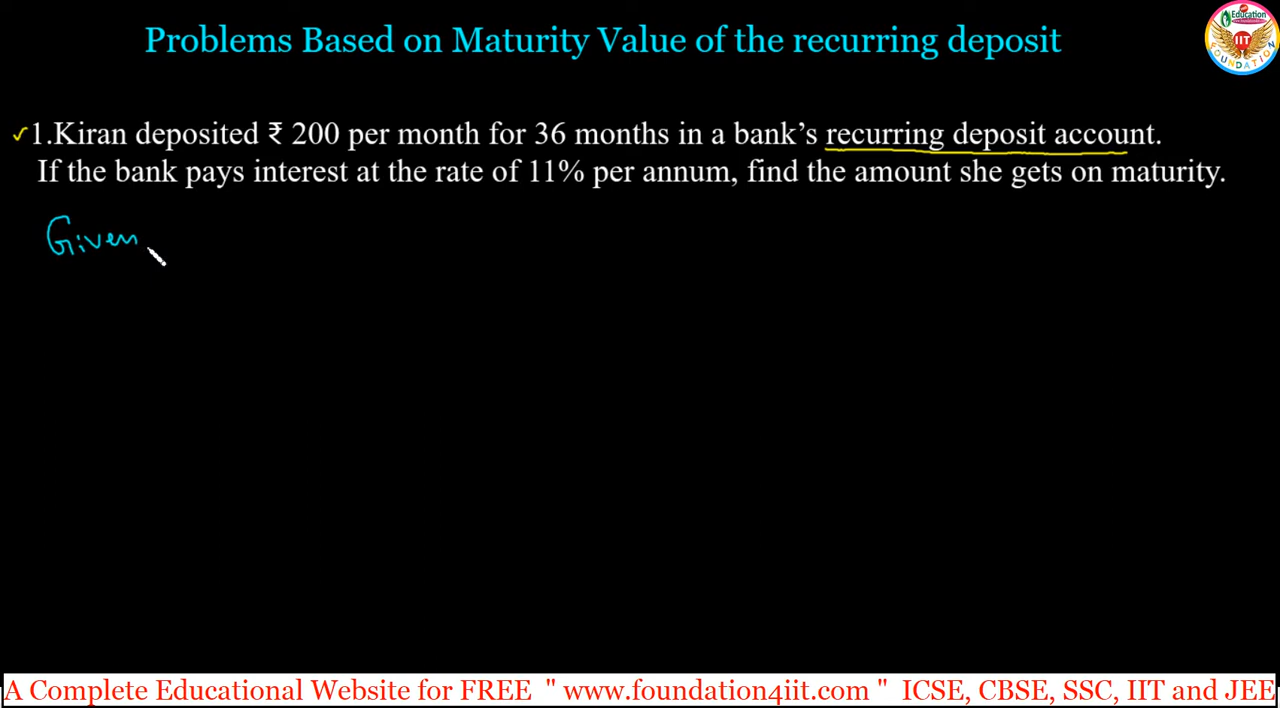 Problems Based on Maturity Value of the recurring deposit
Education
IIT
FOUNDATION
1.Kiran deposited ₹ 200 per month for 36 months in a bank’s recurring deposit account.
If the bank pays interest at the rate of 11% per annum, find the amount she gets on maturity.
Given
A Complete Educational Website for FREE " www.foundation4iit.com " ICSE, CBSE, SSC, IIT and JEE